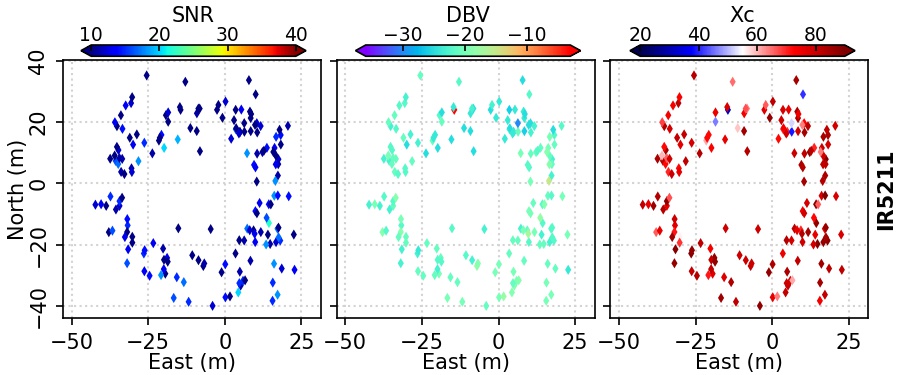 SNR DBV Xc
10 20 30 40 −30 −20 −10 20 40 60 80
40
20
0
−20
−40
North (m)
−50 −25 0 25 −50 −25 0 25 −50 −25 0 25
East (m) East (m) East (m)
IR5211